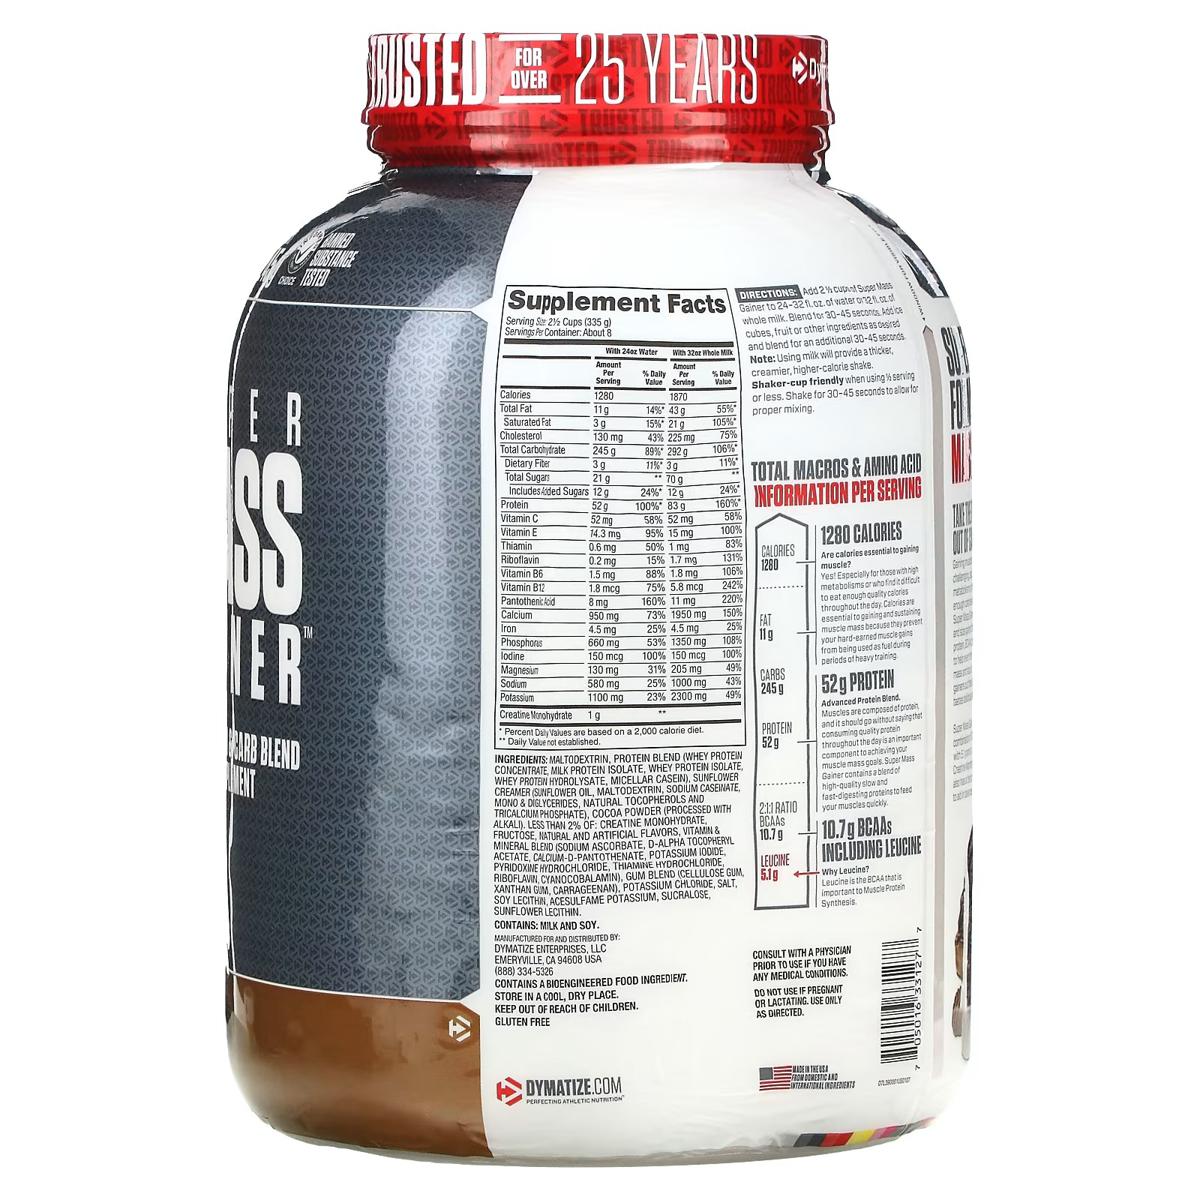 TRUSTED FOR OVER 25 YEARS
TRUSTED TRUSTED TRUSTED
TRUSTED TRUSTED
BANNED
SUBSTANCE
TESTED
CHOICE
ASS
NER™
CARB BLEND
Supplement Facts
Serving Size: 2½ Cups (335 g)
Servings Per Container: About 8
With 24oz Water With 32oz Whole Milk
Amount Per Serving % Daily Value Amount Per Serving % Daily Value
Calories 1280 1870
Total Fat 11 g 14%* 43 g 55%*
Saturated Fat 3 g 15%* 21 g 105%*
Cholesterol 130 mg 43% 225 mg 75%
Total Carbohydrate 245 g 89%* 292 g 106%*
Dietary Fiber 3 g 11%* 3 g 11%*
Total Sugars 21 g ** 70 g **
Includes Added Sugars 12 g 24%* 12 g 24%*
Protein 52 g 100%* 83 g 160%*
Vitamin C 52 mg 58% 52 mg 58%
Vitamin E 14.3 mg 95% 15 mg 100%
Thiamin 0.6 mg 50% 1 mg 83%
Riboflavin 0.2 mg 15% 1.7 mg 131%
Vitamin B6 1.5 mg 88% 1.8 mg 106%
Vitamin B12 1.8 mcg 75% 5.8 mcg 242%
Pantothenic Acid 8 mg 160% 11 mg 220%
Calcium 950 mg 73% 1950 mg 150%
Iron 4.5 mg 25% 4.5 mg 25%
Phosphorus 660 mg 53% 1350 mg 108%
Iodine 150 mcg 100% 150 mcg 100%
Magnesium 130 mg 31% 205 mg 49%
Sodium 580 mg 25% 1000 mg 43%
Potassium 1100 mg 23% 2300 mg 49%
Creatine Monohydrate 1 g **
* Percent Daily Values are based on a 2,000 calorie diet.
** Daily Value not established.
INGREDIENTS: MALTODEXTRIN, PROTEIN BLEND (WHEY PROTEIN
CONCENTRATE, MILK PROTEIN ISOLATE, WHEY PROTEIN ISOLATE,
WHEY PROTEIN HYDROLYSATE, MICELLAR CASEIN), SUNFLOWER
CREAMER (SUNFLOWER OIL, MALTODEXTRIN, SODIUM CASEINATE,
MONO & DIGLYCERIDES, NATURAL TOCOPHEROLS AND
TRICALCIUM PHOSPHATE), COCOA POWDER (PROCESSED WITH
ALKALI). LESS THAN 2% OF: CREATINE MONOHYDRATE,
FRUCTOSE, NATURAL AND ARTIFICIAL FLAVORS, VITAMIN &
MINERAL BLEND (SODIUM ASCORBATE, D-ALPHA TOCOPHERYL
ACETATE, CALCIUM-D-PANTOTHENATE, POTASSIUM IODIDE,
PYRIDOXINE HYDROCHLORIDE, THIAMINE HYDROCHLORIDE,
RIBOFLAVIN, CYANOCOBALAMIN), GUM BLEND (CELLULOSE GUM,
XANTHAN GUM, CARRAGEENAN), POTASSIUM CHLORIDE, SALT,
SOY LECITHIN, ACESULFAME POTASSIUM, SUCRALOSE,
SUNFLOWER LECITHIN.
CONTAINS: MILK AND SOY.
MANUFACTURED FOR AND DISTRIBUTED BY:
DYMATIZE ENTERPRISES, LLC
EMERYVILLE, CA 94608 USA
(888) 334-5326
CONTAINS A BIOENGINEERED FOOD INGREDIENT.
STORE IN A COOL, DRY PLACE.
KEEP OUT OF REACH OF CHILDREN.
GLUTEN FREE
DYMATIZE.COM
PERFECTING ATHLETIC NUTRITION™
DIRECTIONS: Add 2 ½ cups of Super Mass
Gainer to 24-32 fl. oz. of water or 32 fl. oz. of
whole milk. Blend for 30-45 seconds. Add ice
cubes, fruit or other ingredients as desired
and blend for an additional 30-45 seconds.
Note: Using milk will provide a thicker,
creamier, higher-calorie shake.
Shaker-cup friendly when using ½ serving
or less. Shake for 30-45 seconds to allow for
proper mixing.
TOTAL MACROS & AMINO ACID
INFORMATION PER SERVING
CALORIES
1280
FAT
11 g
CARBS
245 g
PROTEIN
52 g
2:1:1 RATIO
BCAAs
10.7 g
LEUCINE
5.1 g
1280 CALORIES
Are calories essential to gaining
muscle?
Yes! Especially for those with high
metabolisms or who find it difficult
to eat enough quality calories
throughout the day. Calories are
essential to gaining and sustaining
muscle mass because they prevent
your hard-earned muscle gains
from being used as fuel during
periods of heavy training.
52 g PROTEIN
Advanced Protein Blend.
Muscles are composed of protein,
and it should go without saying that
consuming quality protein
throughout the day is an important
component to achieving your
muscle mass goals. Super Mass
Gainer contains a blend of
high-quality slow and
fast-digesting proteins to feed
your muscles quickly.
10.7 g BCAAs
INCLUDING LEUCINE
Why Leucine?
Leucine is the BCAA that is
important to Muscle Protein
Synthesis.
CONSULT WITH A PHYSICIAN
PRIOR TO USE IF YOU HAVE
ANY MEDICAL CONDITIONS.
DO NOT USE IF PREGNANT
OR LACTATING. USE ONLY
AS DIRECTED.
MADE IN THE USA
FROM DOMESTIC AND
INTERNATIONAL INGREDIENTS
7 05016 33127 7